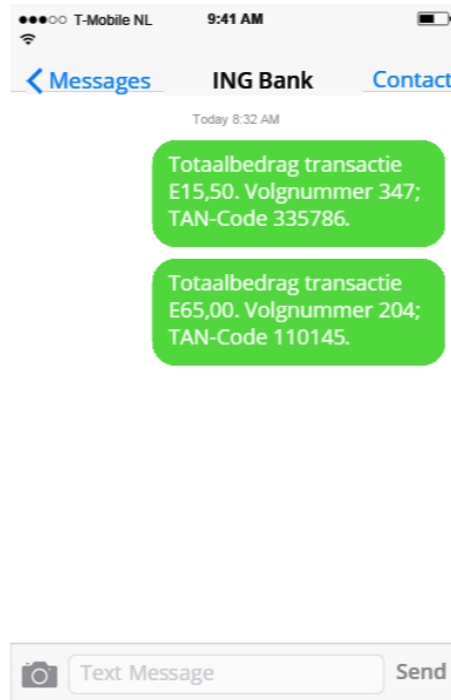 T-Mobile NL 9:41 AM
Messages ING Bank Contact
Today 8:32 AM
Totaalbedrag transactie
E15,50. Volgnummer 347;
TAN-Code 335786.
Totaalbedrag transactie
E65,00. Volgnummer 204;
TAN-Code 110145.
Text Message Send